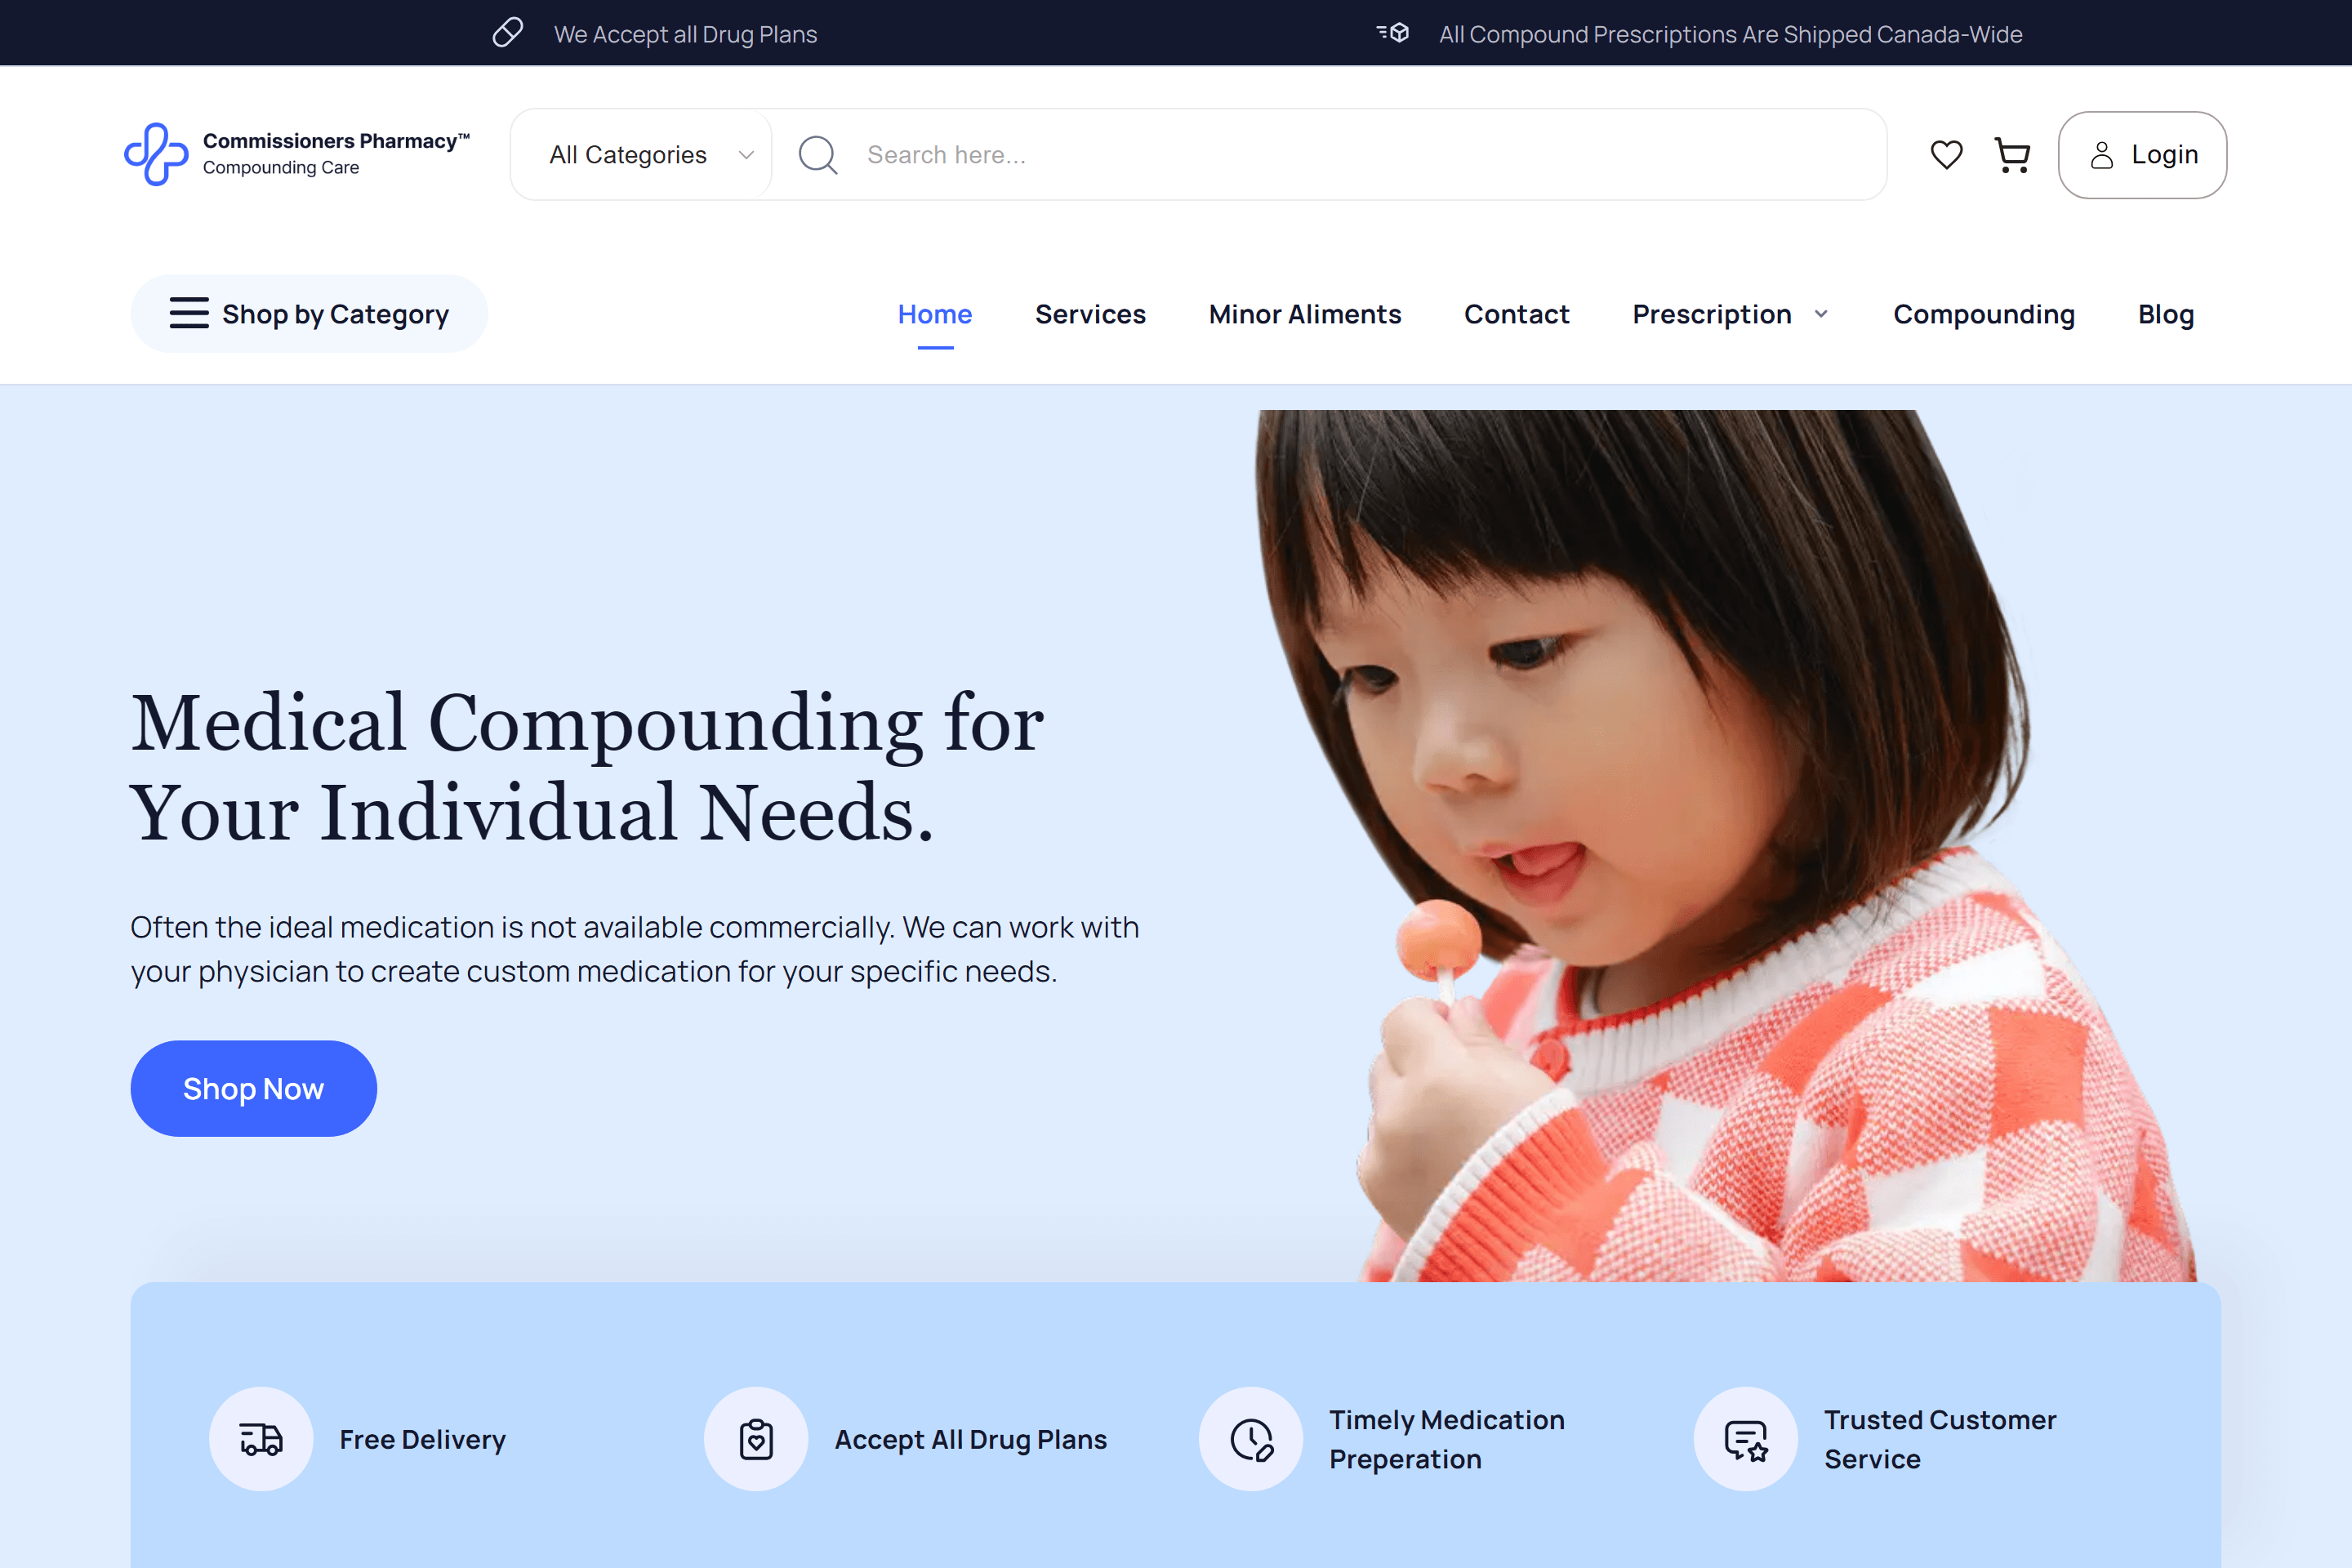 We Accept all Drug Plans
All Compound Prescriptions Are Shipped Canada-Wide
Commissioners Pharmacy™
Compounding Care
All Categories
Search here...
Login
Shop by Category
Home
Services
Minor Aliments
Contact
Prescription
Compounding
Blog
Medical Compounding for
Your Individual Needs.
Often the ideal medication is not available commercially. We can work with
your physician to create custom medication for your specific needs.
Shop Now
Free Delivery
Accept All Drug Plans
Timely Medication
Preperation
Trusted Customer
Service